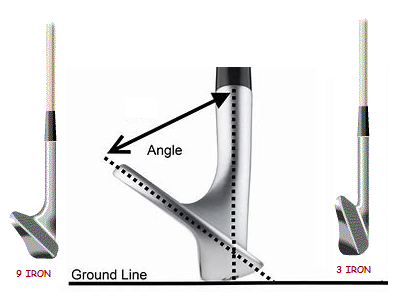 Angle
Ground Line
9 IRON
3 IRON